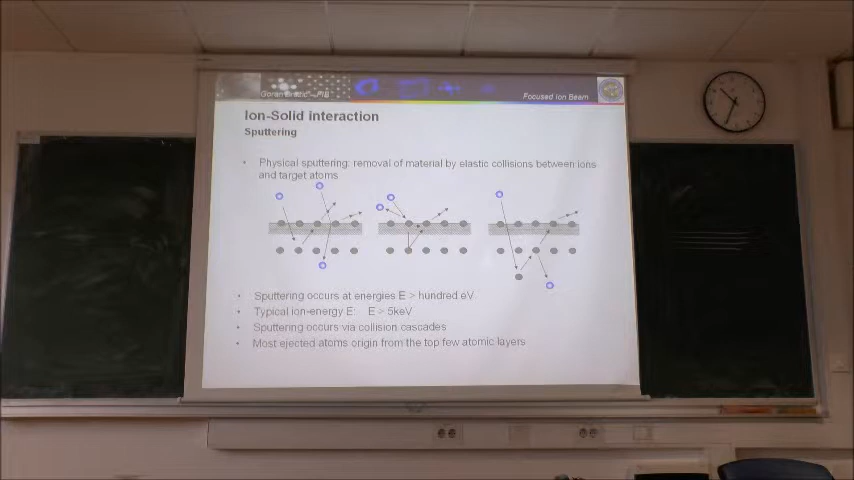 Focused Ion Beam
Ion-Solid interaction
Sputtering
• Physical sputtering: removal of material by elastic collisions between ions
and target atoms
• Sputtering occurs at energies E > hundred eV
• Typical ion-energy E: E > 5keV
• Sputtering occurs via collision cascades
• Most ejected atoms origin from the top few atomic layers